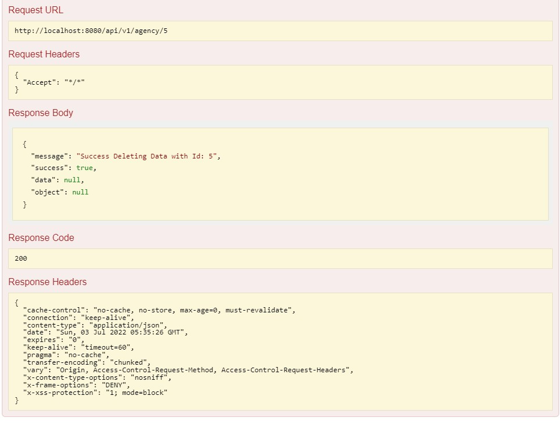 Request URL
http://localhost:8080/api/v1/agency/5
Request Headers
{
"Accept": "*/*"
}
Response Body
{
"message": "Success Deleting Data with Id: 5",
"success": true,
"data": null,
"object": null
}
Response Code
200
Response Headers
{
"cache-control": "no-cache, no-store, max-age=0, must-revalidate",
"connection": "keep-alive",
"content-type": "application/json",
"date": "Sun, 03 Jul 2022 05:35:26 GMT",
"expires": "0",
"keep-alive": "timeout=60",
"pragma": "no-cache",
"transfer-encoding": "chunked",
"vary": "Origin, Access-Control-Request-Method, Access-Control-Request-Headers",
"x-content-type-options": "nosniff",
"x-frame-options": "DENY",
"x-xss-protection": "1; mode=block"
}